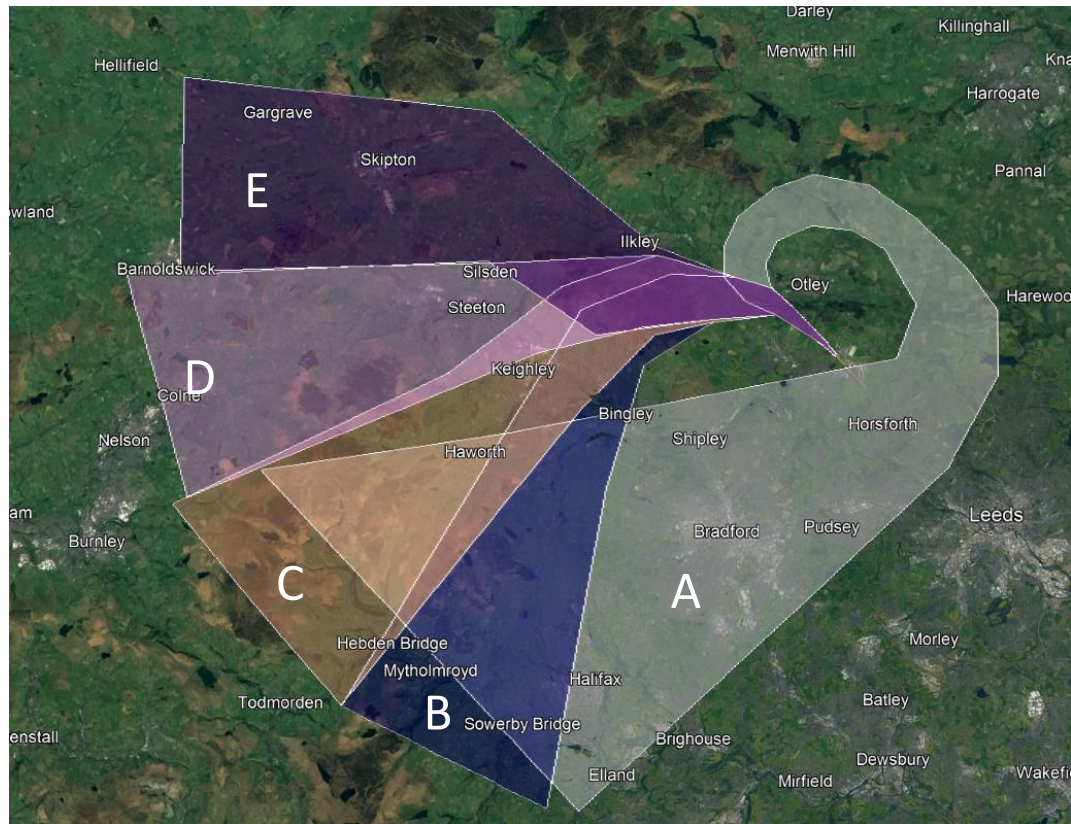 Darley
Killinghall
Menwith Hill
Hellifield
Kna
Harrogate
Gargrave
Skipton
Pannal
E
owland
Ilkley
Barnoldswick
Silsden
Otley
Harewoo
Steeton
Keighley
D
Colne
Bingley
Horsforth
Nelson
Shipley
Haworth
am
Leeds
Burnley
Bradford
Pudsey
C
A
Hebden Bridge
Morley
Mytholmroyd
Halifax
Todmorden
Batley
B
Sowerby Bridge
enstall
Brighouse
Dewsbury
Elland
Mirfield
Wakefie